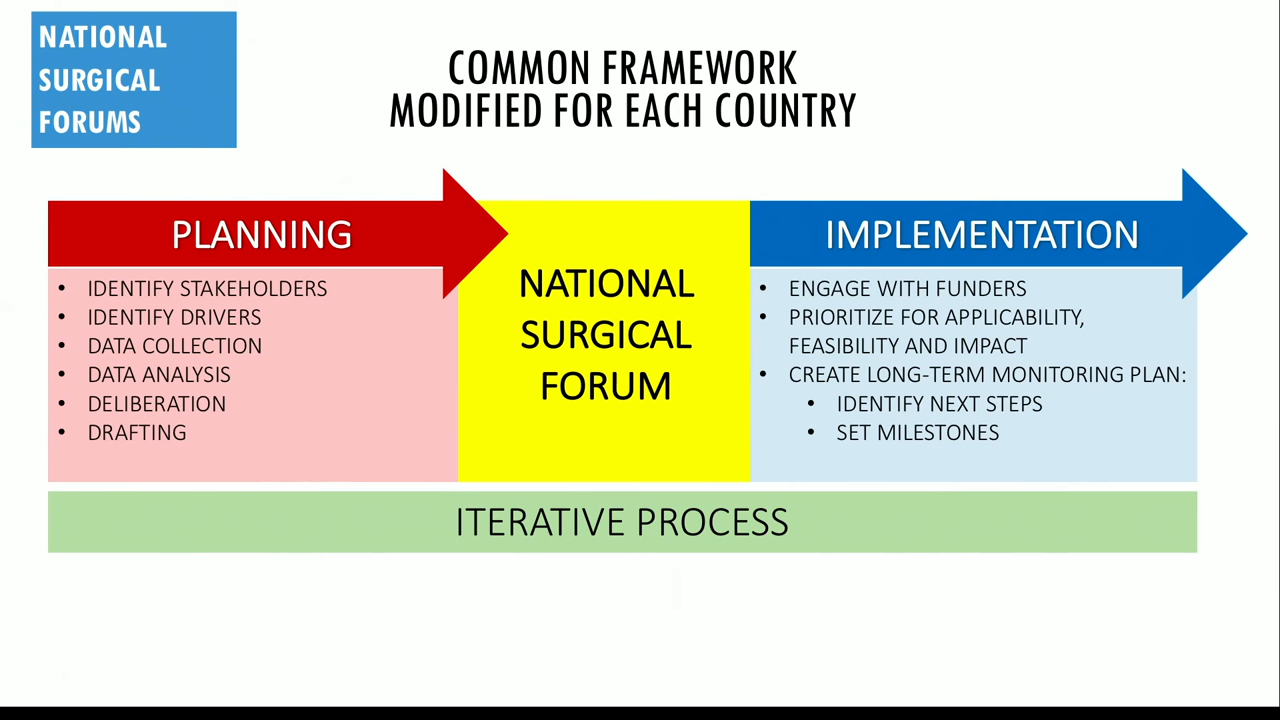 NATIONAL
SURGICAL
FORUMS
COMMON FRAMEWORK
MODIFIED FOR EACH COUNTRY
PLANNING
• IDENTIFY STAKEHOLDERS
• IDENTIFY DRIVERS
• DATA COLLECTION
• DATA ANALYSIS
• DELIBERATION
• DRAFTING
NATIONAL
SURGICAL
FORUM
IMPLEMENTATION
• ENGAGE WITH FUNDERS
• PRIORITIZE FOR APPLICABILITY,
FEASIBILITY AND IMPACT
• CREATE LONG-TERM MONITORING PLAN:
• IDENTIFY NEXT STEPS
• SET MILESTONES
ITERATIVE PROCESS